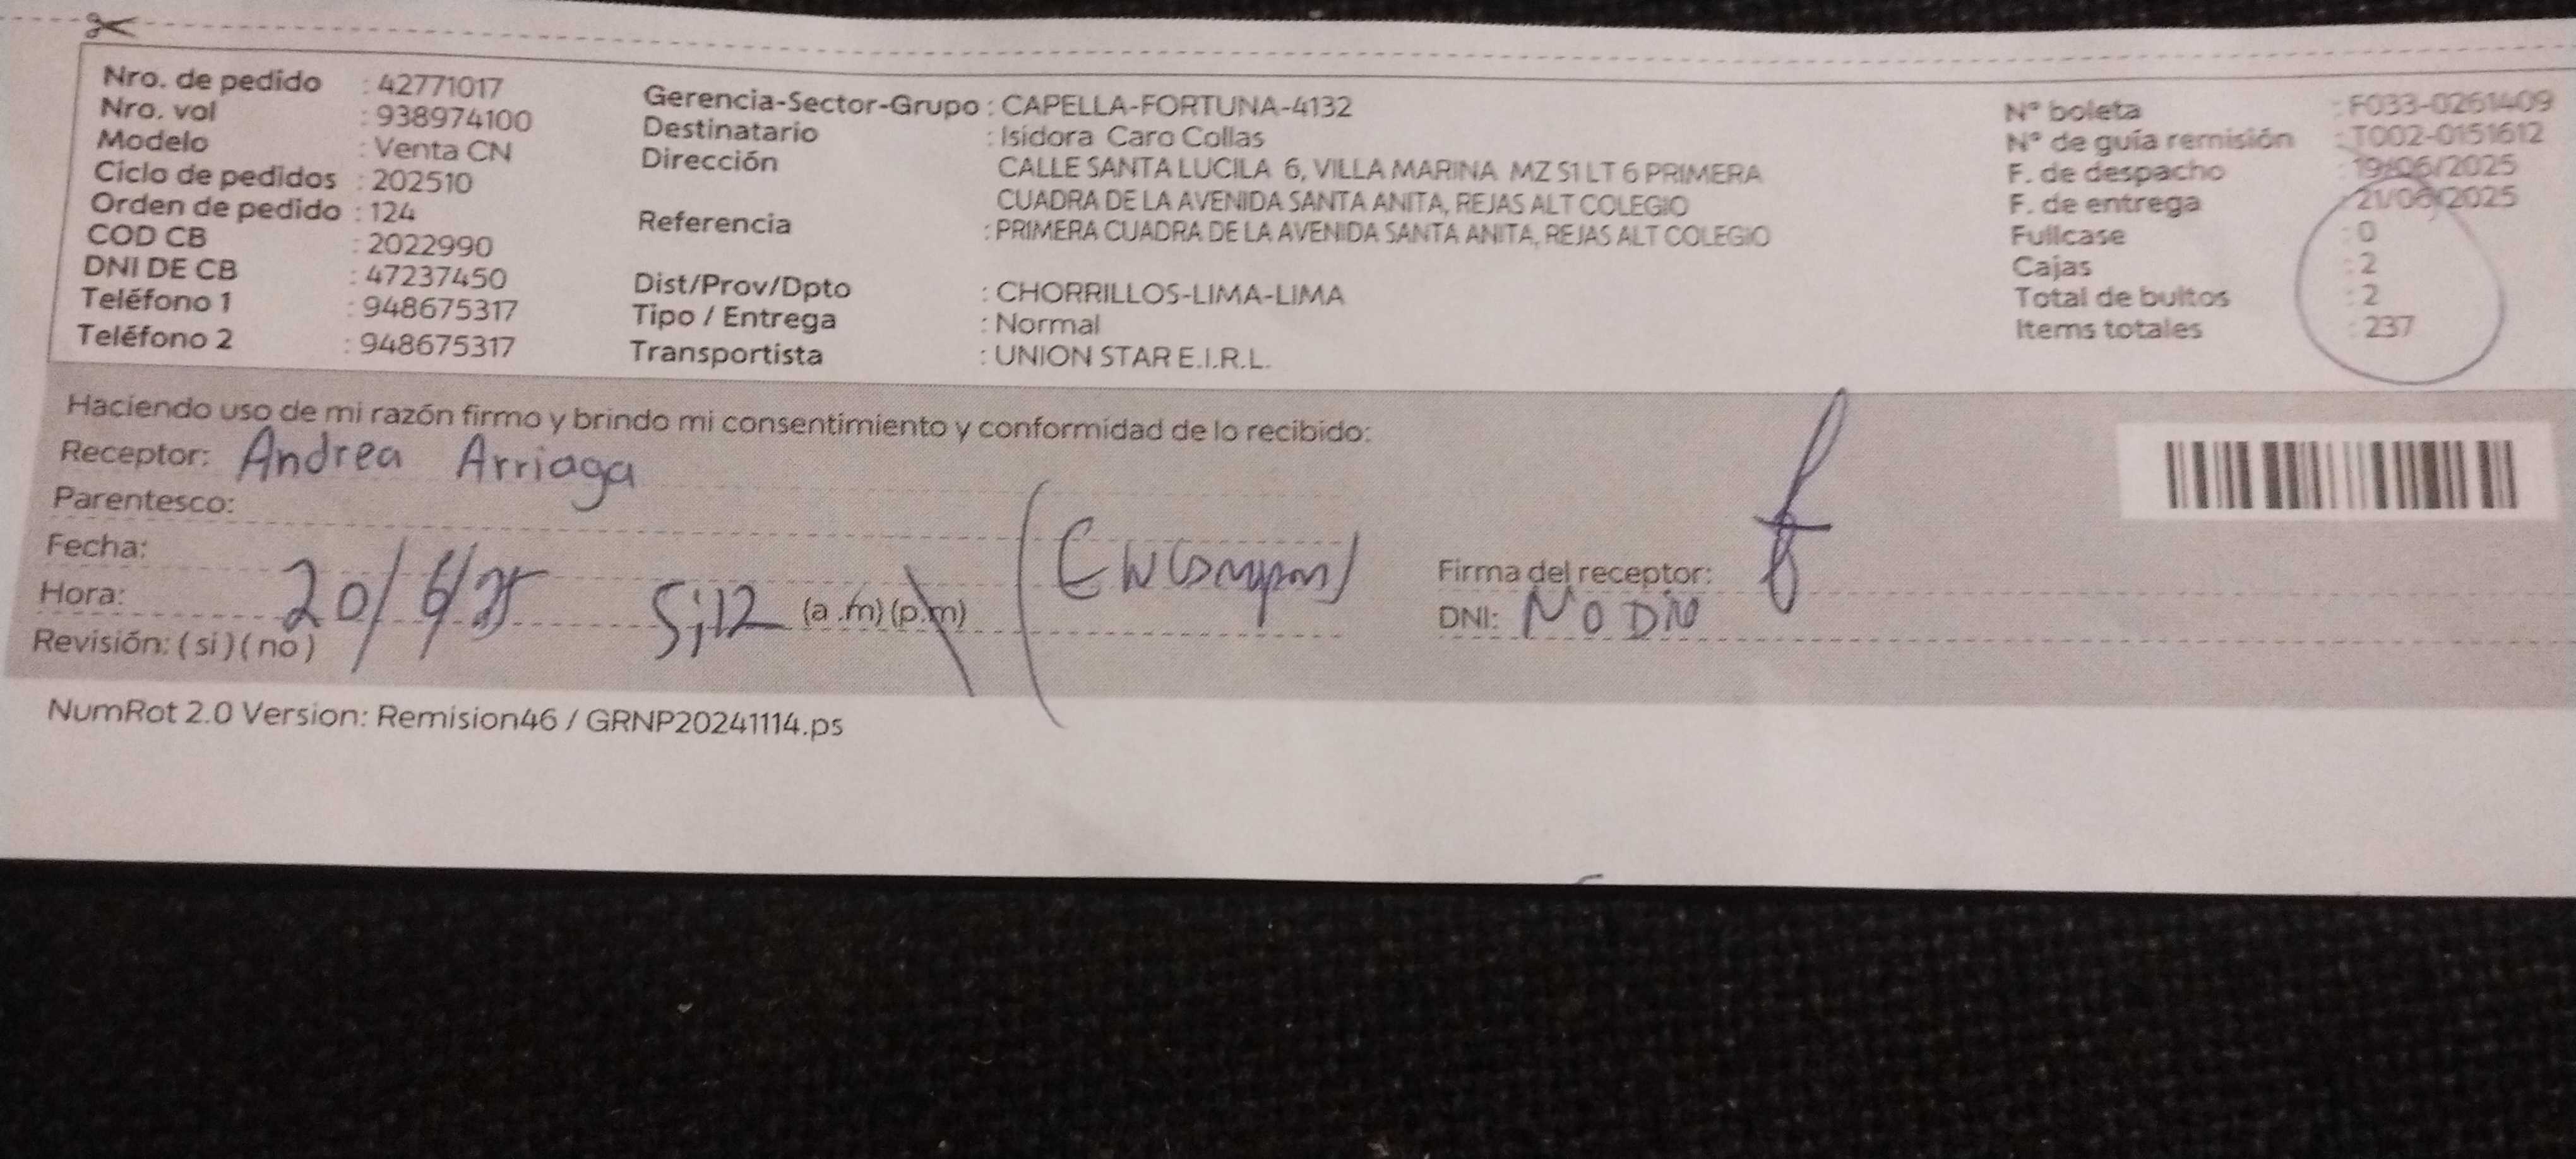 Nro. de pedido : 42771017
Nro. val : 938974100
Modelo : Venta CN
Ciclo de pedidos : 202510
Orden de pedido : 124
COD CB : 2022990
DNI DE CB : 47237450
Teléfono 1 : 948675317
Teléfono 2 : 948675317
Gerencia-Sector-Grupo : CAPELLA-FORTUNA-4132
Destinatario : Isidora Caro Collas
Dirección CALLE SANTA LUCILA 6, VILLA MARINA MZ S1 LT 6 PRIMERA
CUADRA DE LA AVENIDA SANTA ANITA, REJAS ALT COLEGIO
Referencia : PRIMERA CUADRA DE LA AVENIDA SANTA ANITA, REJAS ALT COLEGIO
Dist/Prov/Dpto : CHORRILLOS-LIMA-LIMA
Tipo / Entrega : Normal
Transportista : UNION STAR E.I.R.L.
N° boleta : F033-0261409
N° de guía remisión : T002-0151612
F. de despacho : 19/06/2025
F. de entrega : 21/06/2025
Fullcase : 0
Cajas : 2
Total de bultos : 2
Items totales : 237
Haciendo uso de mi razón firmo y brindo mi consentimiento y conformidad de lo recibido:
Receptor: Andrea Arriaga
Parentesco:
Fecha:
Hora: 20/6/25 5:12 (a .m) (p.m)
Revisión: ( si ) ( no )
Firma del receptor:
DNI: NO DIO
NumRot 2.0 Version: Remision46 / GRNP20241114.ps